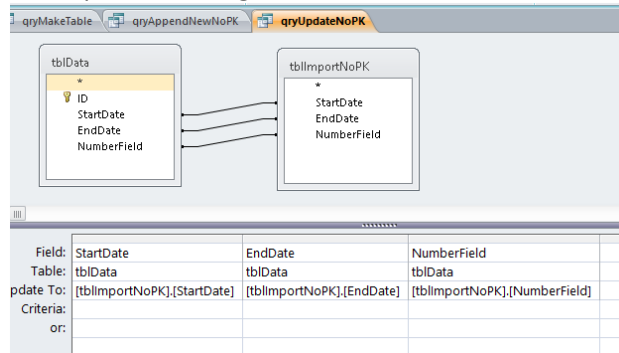 qryMakeTable qryAppendNewNoPK qryUpdateNoPK
tblData
*
ID
StartDate
EndDate
NumberField
tblImportNoPK
*
StartDate
EndDate
NumberField
Field: StartDate EndDate NumberField
Table: tblData tblData tblData
pdate To: [tblImportNoPK].[StartDate] [tblImportNoPK].[EndDate] [tblImportNoPK].[NumberField]
Criteria:
or: